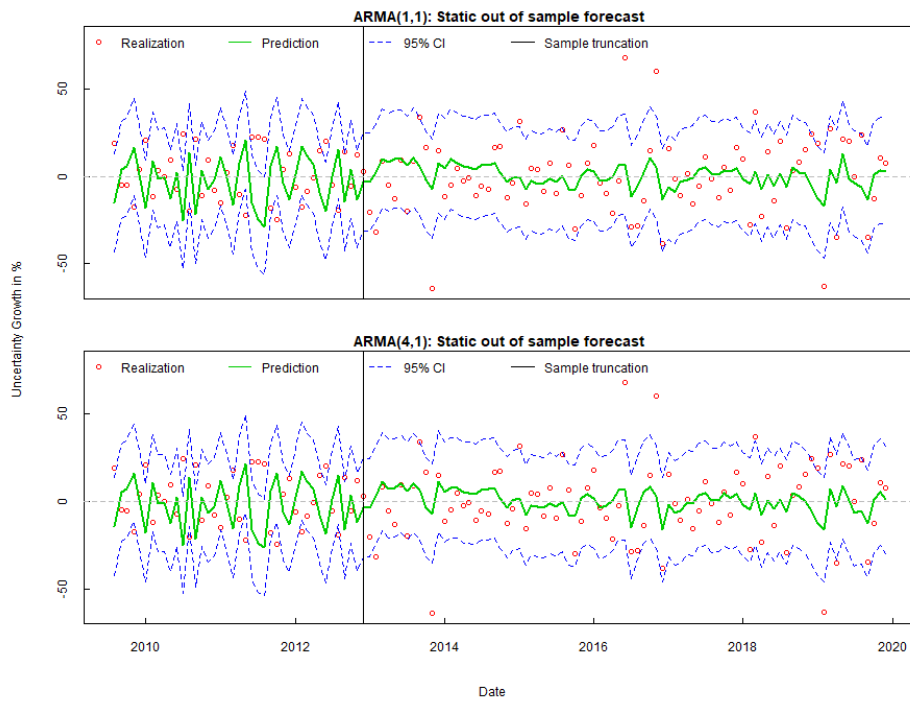 ARMA(1,1): Static out of sample forecast
Realization Prediction 95% CI Sample truncation
50
0
-50
Uncertainty Growth in %
ARMA(4,1): Static out of sample forecast
Realization Prediction 95% CI Sample truncation
50
0
-50
2010 2012 2014 2016 2018 2020
Date